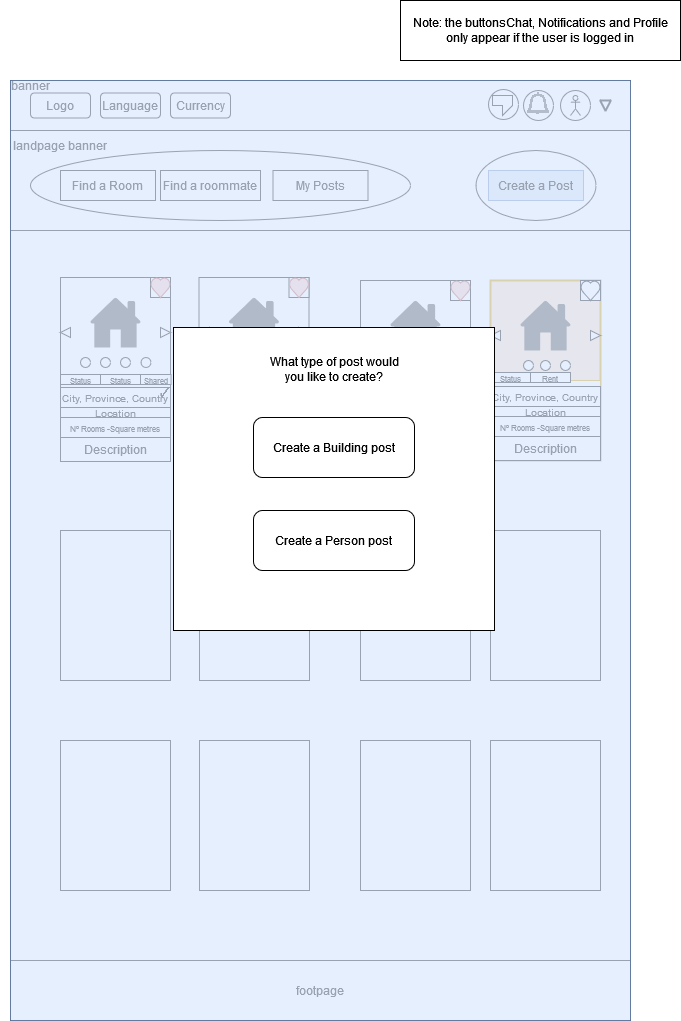 Note: the buttonsChat, Notifications and Profile
only appear if the user is logged in
banner
Logo
Language
Currency
landpage banner
Find a Room
Find a roommate
My Posts
Create a Post
What type of post would
you like to create?
Create a Building post
Create a Person post
Status
Status
Shared
City, Province, Country
Location
Nº Rooms -Square metres
Description
Status
Rent
City, Province, Country
Location
Nº Rooms -Square metres
Description
footpage